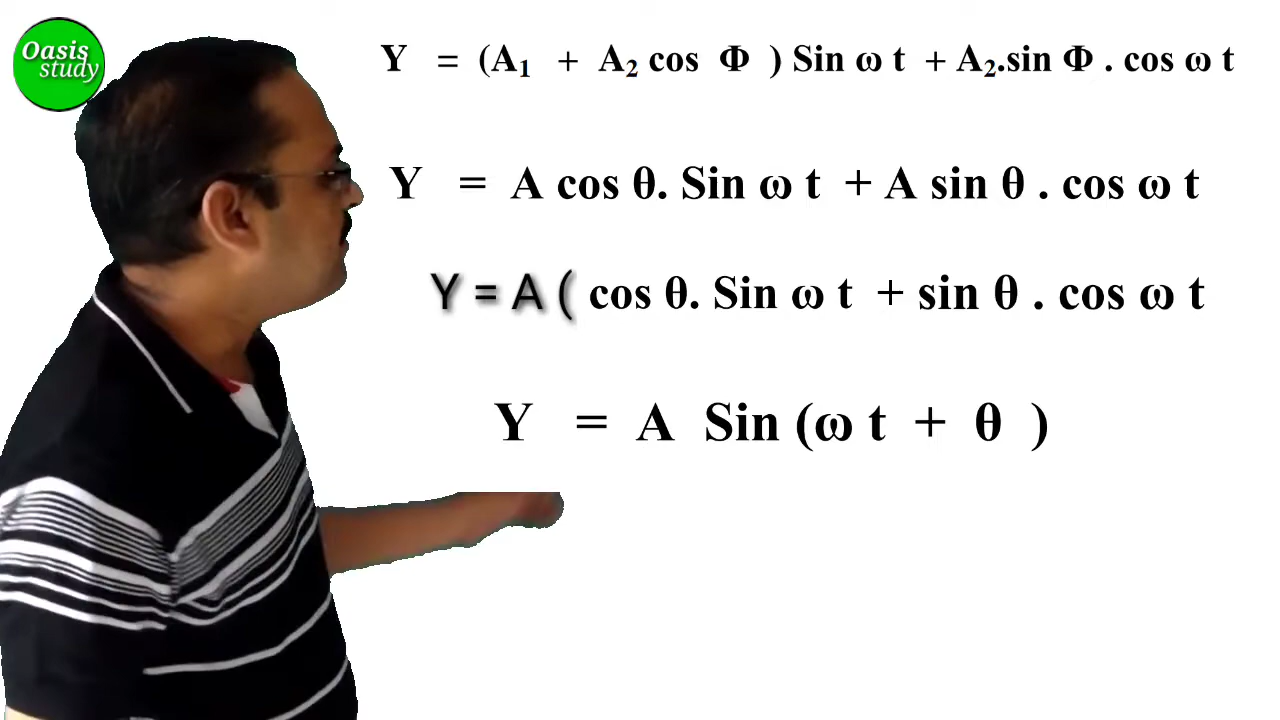 Oasis
study
Y = (A₁ + A₂ cos Φ ) Sin ω t + A₂.sin Φ . cos ω t
Y = A cos θ. Sin ω t + A sin θ . cos ω t
Y = A ( cos θ. Sin ω t + sin θ . cos ω t
Y = A Sin (ω t + θ )